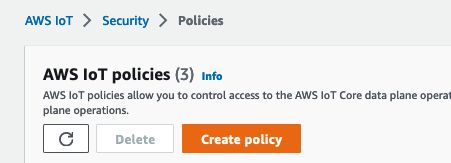 AWS IoT > Security > Policies
AWS IoT policies (3) Info
AWS IoT policies allow you to control access to the AWS IoT Core data plane
plane operations.
Delete Create policy